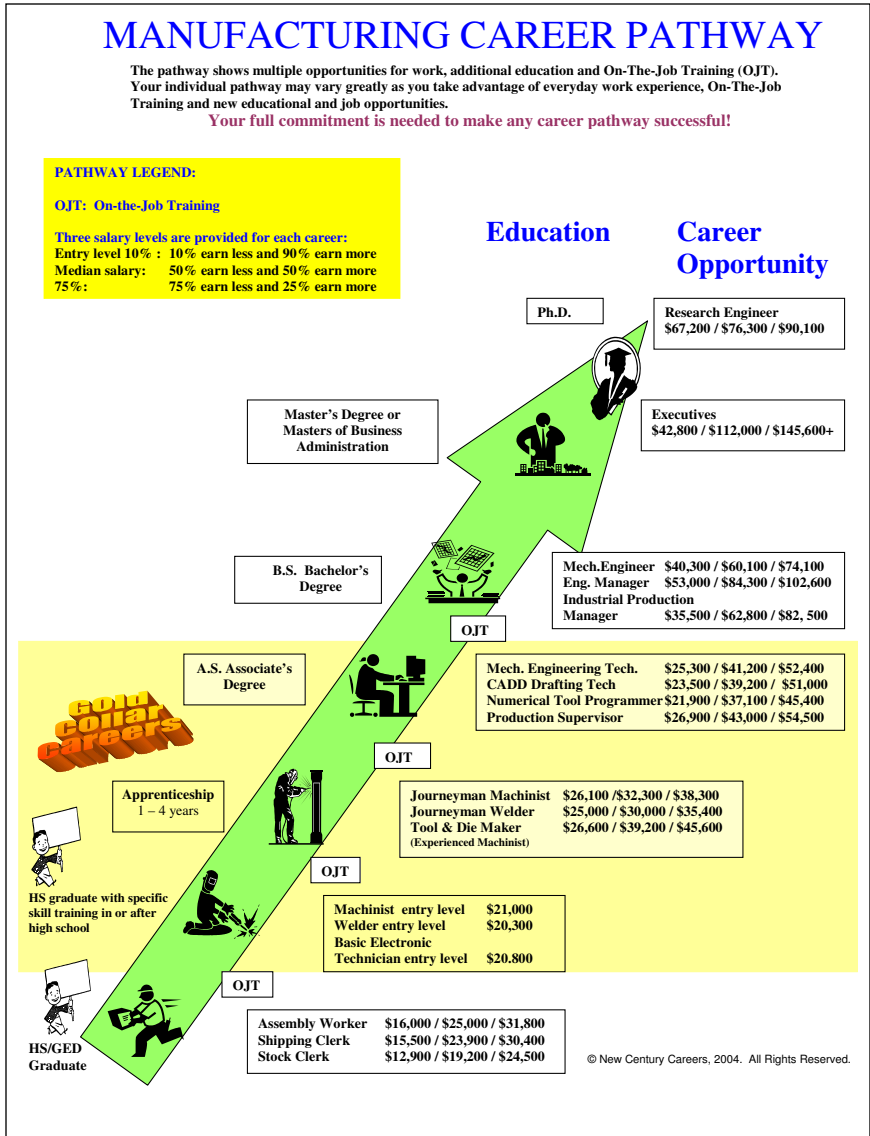 MANUFACTURING CAREER PATHWAY
The pathway shows multiple opportunities for work, additional education and On-The-Job Training (OJT).
Your individual pathway may vary greatly as you take advantage of everyday work experience, On-The-Job
Training and new educational and job opportunities.
Your full commitment is needed to make any career pathway successful!
PATHWAY LEGEND:
OJT: On-the-Job Training
Three salary levels are provided for each career:
Entry level 10% : 10% earn less and 90% earn more
Median salary: 50% earn less and 50% earn more
75%: 75% earn less and 25% earn more
Education
Career
Opportunity
Ph.D.
Research Engineer
$67,200 / $76,300 / $90,100
Master's Degree or
Masters of Business
Administration
Executives
$42,800 / $112,000 / $145,600+
B.S. Bachelor's
Degree
Mech.Engineer $40,300 / $60,100 / $74,100
Eng. Manager $53,000 / $84,300 / $102,600
Industrial Production
Manager $35,500 / $62,800 / $82, 500
OJT
A.S. Associate's
Degree
Mech. Engineering Tech. $25,300 / $41,200 / $52,400
CADD Drafting Tech $23,500 / $39,200 / $51,000
Numerical Tool Programmer $21,900 / $37,100 / $45,400
Production Supervisor $26,900 / $43,000 / $54,500
Gold
Collar
Careers
OJT
Apprenticeship
1 – 4 years
Journeyman Machinist $26,100 /$32,300 / $38,300
Journeyman Welder $25,000 / $30,000 / $35,400
Tool & Die Maker $26,600 / $39,200 / $45,600
(Experienced Machinist)
OJT
HS graduate with specific
skill training in or after
high school
Machinist entry level $21,000
Welder entry level $20,300
Basic Electronic
Technician entry level $20.800
OJT
HS/GED
Graduate
Assembly Worker $16,000 / $25,000 / $31,800
Shipping Clerk $15,500 / $23,900 / $30,400
Stock Clerk $12,900 / $19,200 / $24,500
© New Century Careers, 2004. All Rights Reserved.